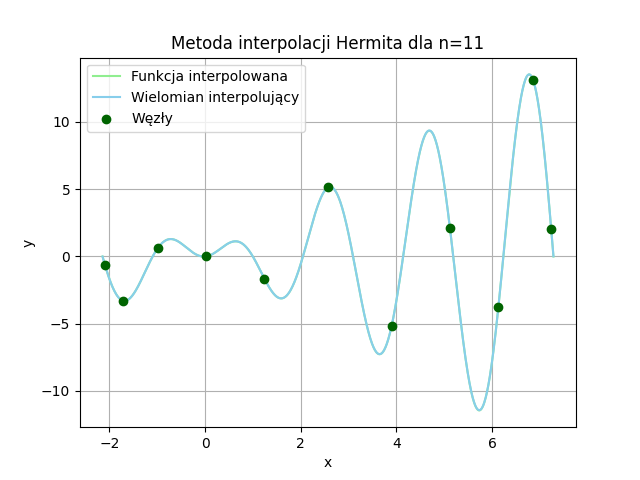 Metoda interpolacji Hermita dla n=11
Funkcja interpolowana
Wielomian interpolujący
Węzły
10
5
0
−5
−10
y
−2 0 2 4 6
x